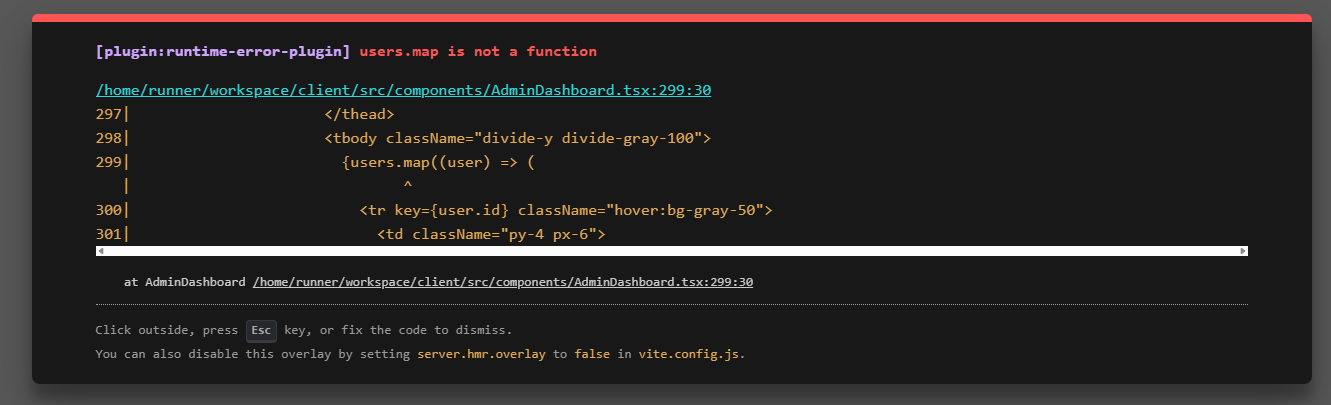 [plugin:runtime-error-plugin] users.map is not a function
/home/runner/workspace/client/src/components/AdminDashboard.tsx:299:30
297|                      </thead>
298|                      <tbody className="divide-y divide-gray-100">
299|                        {users.map((user) => (
   |                               ^
300|                          <tr key={user.id} className="hover:bg-gray-50">
301|                            <td className="py-4 px-6">
at AdminDashboard /home/runner/workspace/client/src/components/AdminDashboard.tsx:299:30
Click outside, press Esc key, or fix the code to dismiss.
You can also disable this overlay by setting server.hmr.overlay to false in vite.config.js.